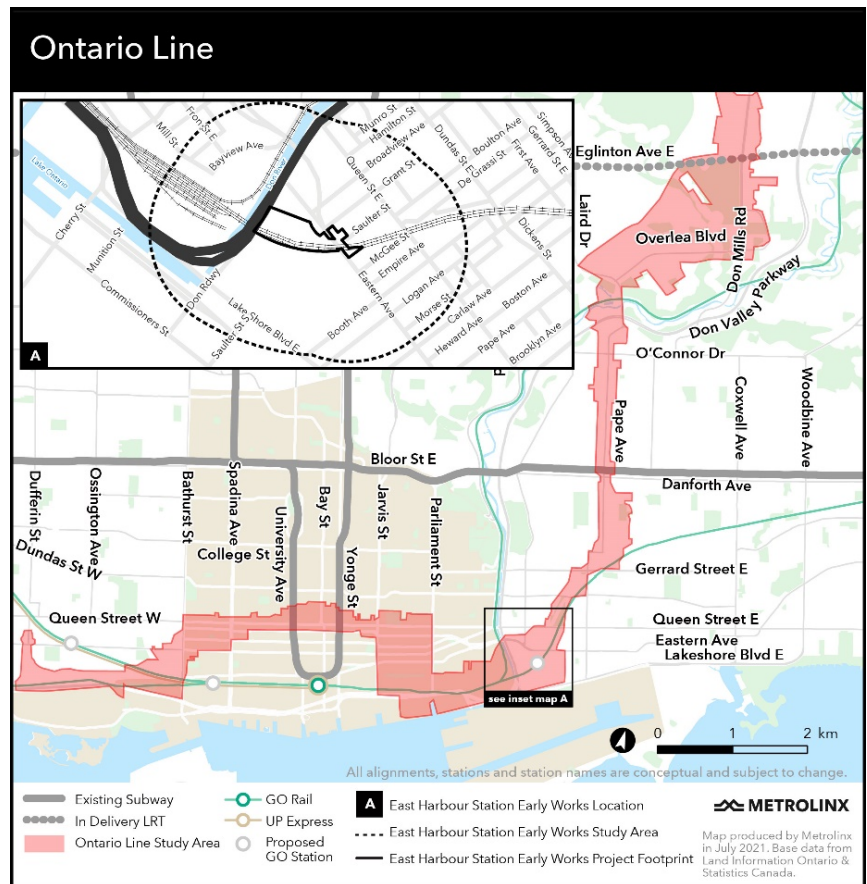 Ontario Line
Mill St
Front St E
Bayview Ave
Don River
Lake Ontario
Cherry St
Munition St
Commissioners St
Don Rdwy
Saulter St
Lake Shore Blvd E
Munro St
Hamilton St
Broadview Ave
Queen St E
Grant St
Saulter St
McGee St
Empire Ave
Eastern Ave
Booth Ave
Logan Ave
Morse St
Carlaw Ave
Heward Ave
Pape Ave
Boston Ave
Brooklyn Ave
Dickens St
Dundas St E
De Grassi St
Boulton Ave
First Ave
Gerrard St E
Simpson Av
A
Eglinton Ave E
Laird Dr
Overlea Blvd
Don Mills Rd
Don Valley Parkway
O'Connor Dr
Pape Ave
Coxwell Ave
Woodbine Ave
Bloor St E
Danforth Ave
Dufferin St
Ossington Ave
Bathurst St
Spadina Ave
University Ave
Bay St
Yonge St
Jarvis St
Parliament St
College St
Dundas St W
Gerrard Street E
Queen Street W
Queen Street E
Eastern Ave
Lakeshore Blvd E
see inset map A
0 1 2 km
All alignments, stations and station names are conceptual and subject to change.
Existing Subway
In Delivery LRT
Ontario Line Study Area
GO Rail
UP Express
Proposed
GO Station
A East Harbour Station Early Works Location
East Harbour Station Early Works Study Area
East Harbour Station Early Works Project Footprint
METROLINX
Map produced by Metrolinx
in July 2021. Base data from
Land Information Ontario &
Statistics Canada.